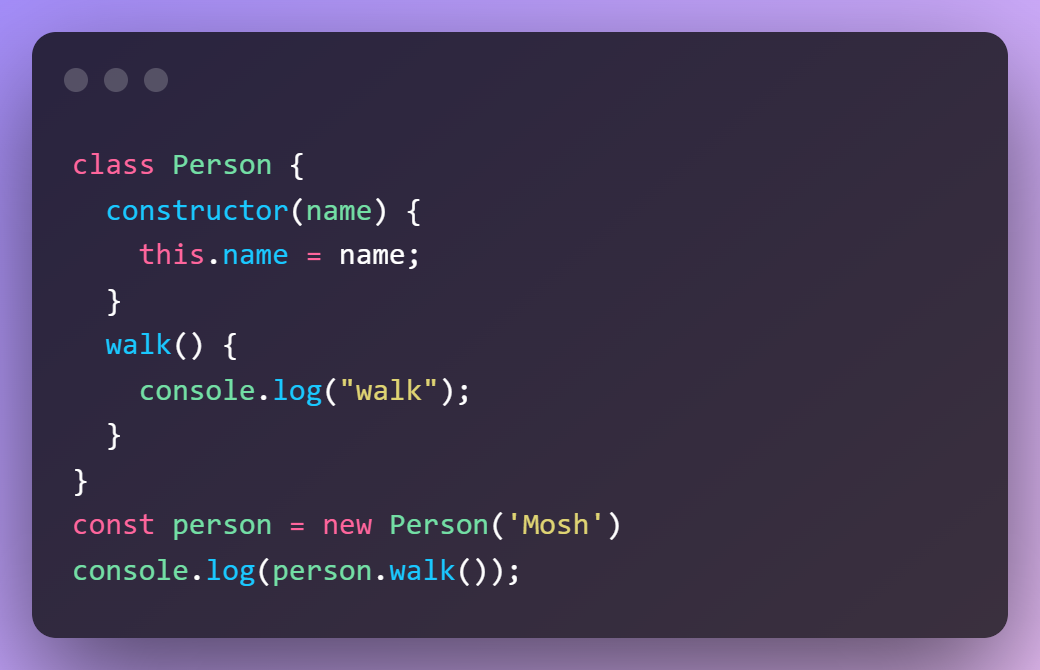 class Person {
  constructor(name) {
    this.name = name;
  }
  walk() {
    console.log("walk");
  }
}
const person = new Person('Mosh')
console.log(person.walk());